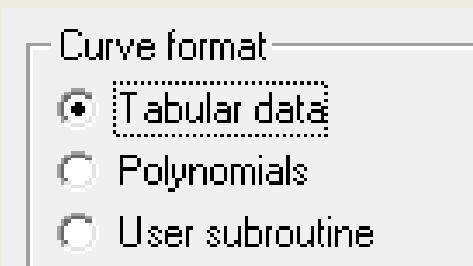 Curve format
Tabular data
Polynomials
User subroutine